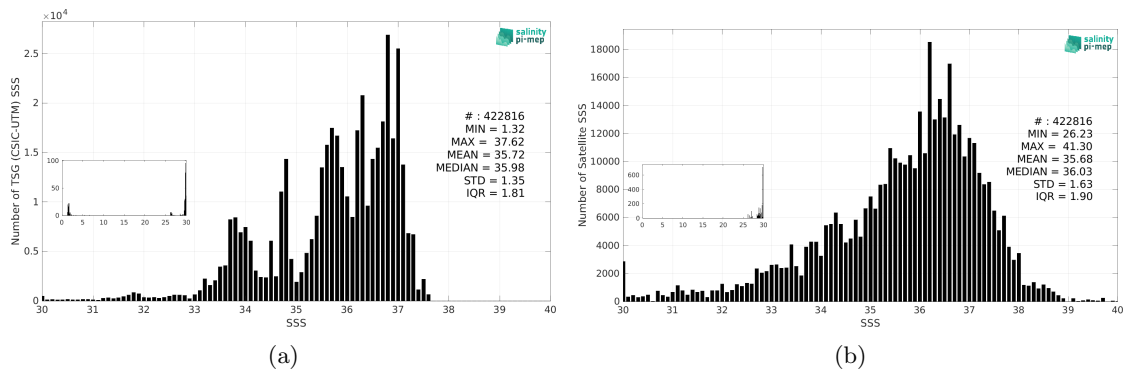 ×10⁴
salinity
pi-mep
Number of TSG (CSIC-UTM) SSS
2.5
2
1.5
1
0.5
0
# : 422816
MIN = 1.32
MAX = 37.62
MEAN = 35.72
MEDIAN = 35.98
STD = 1.35
IQR = 1.81
100
50
0
0 5 10 15 20 25 30
30 31 32 33 34 35 36 37 38 39 40
SSS
(a)
salinity
pi-mep
Number of Satellite SSS
18000
16000
14000
12000
10000
8000
6000
4000
2000
0
# : 422816
MIN = 26.23
MAX = 41.30
MEAN = 35.68
MEDIAN = 36.03
STD = 1.63
IQR = 1.90
600
400
200
0
0 5 10 15 20 25 30
30 31 32 33 34 35 36 37 38 39 40
SSS
(b)